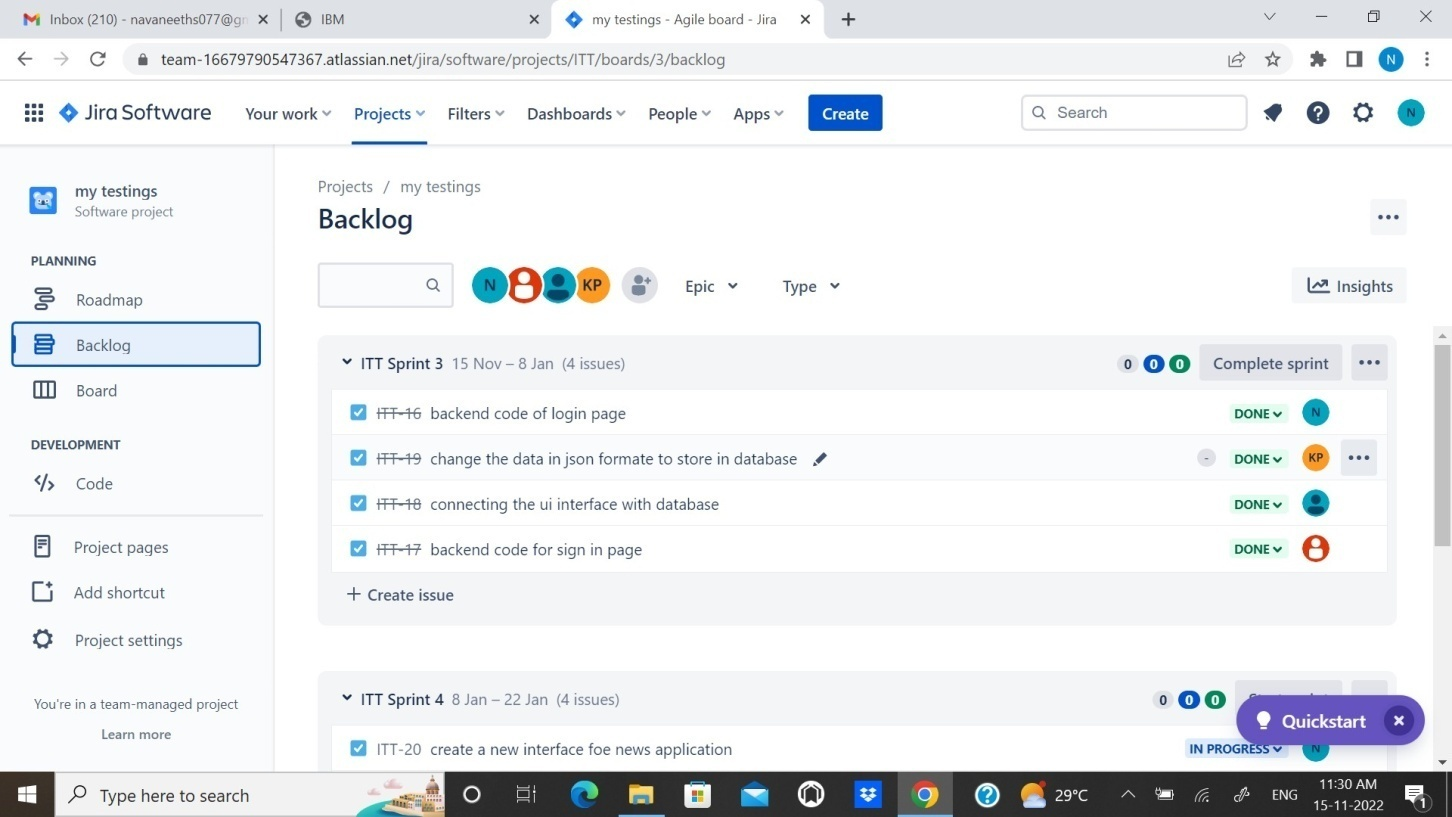 Inbox (210) - navaneeths077@gn
IBM
my testings - Agile board - Jira
team-16679790547367.atlassian.net/jira/software/projects/ITT/boards/3/backlog
N
Jira Software
Your work
Projects
Filters
Dashboards
People
Apps
Create
Search
N
my testings
Software project
PLANNING
Roadmap
Backlog
Board
DEVELOPMENT
Code
Project pages
Add shortcut
Project settings
You're in a team-managed project
Learn more
Projects / my testings
Backlog
N KP
Epic
Type
Insights
ITT Sprint 3 15 Nov – 8 Jan (4 issues) 0 0 0 Complete sprint
ITT-16 backend code of login page DONE N
ITT-19 change the data in json formate to store in database - DONE KP
ITT-18 connecting the ui interface with database DONE
ITT-17 backend code for sign in page DONE
+ Create issue
ITT Sprint 4 8 Jan – 22 Jan (4 issues) 0 0 0
Quickstart
ITT-20 create a new interface foe news application IN PROGRESS N
Type here to search
29°C
ENG
11:30 AM
15-11-2022
1